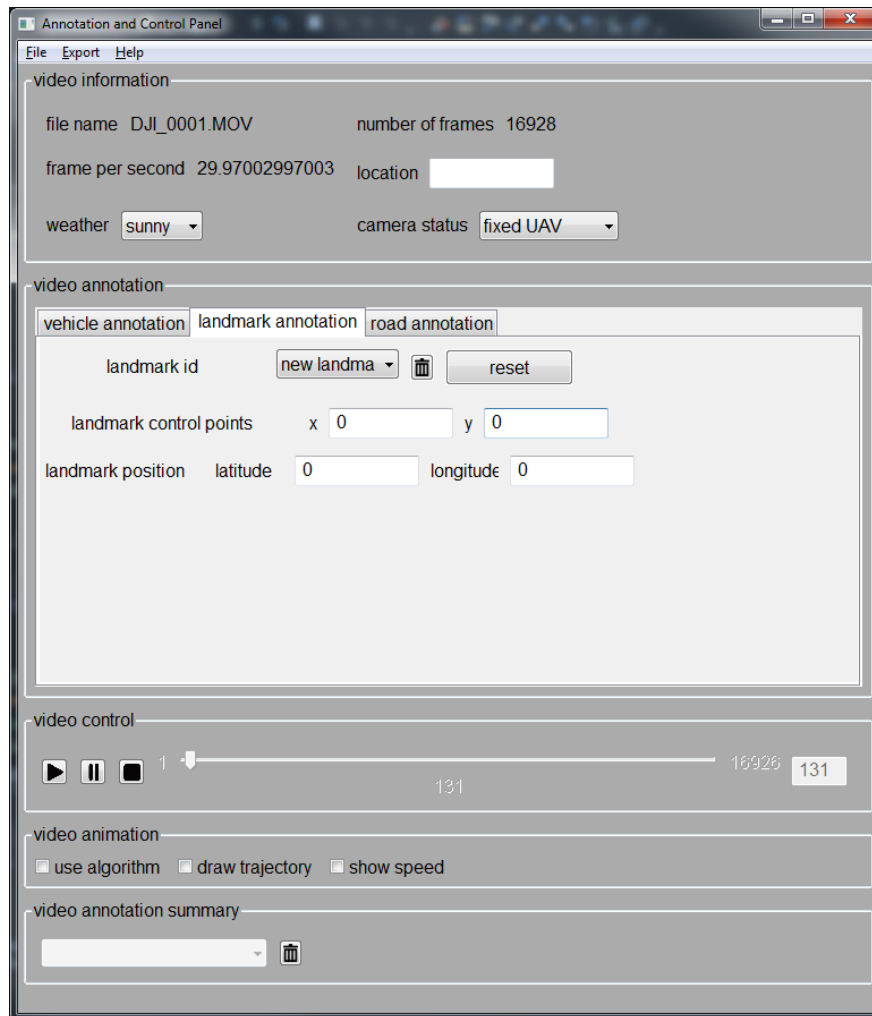 Annotation and Control Panel
File Export Help
video information
file name DJI_0001.MOV number of frames 16928
frame per second 29.97002997003 location
weather sunny camera status fixed UAV
video annotation
vehicle annotation landmark annotation road annotation
landmark id new landma reset
landmark control points x 0 y 0
landmark position latitude 0 longitude 0
video control
1 16926 131
131
video animation
use algorithm draw trajectory show speed
video annotation summary